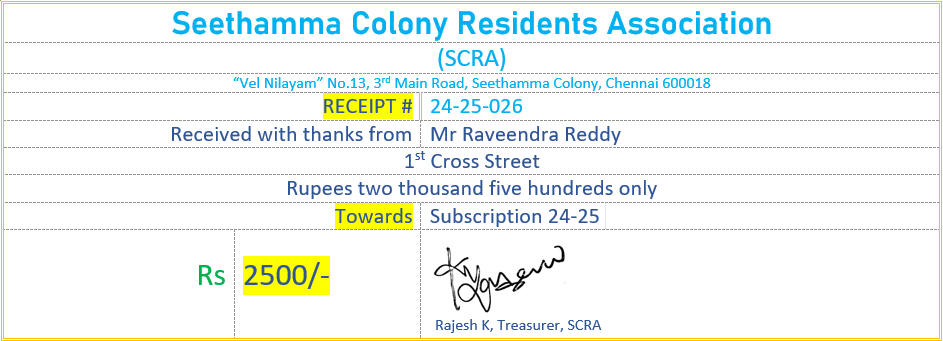 Seethamma Colony Residents Association
(SCRA)
“Vel Nilayam” No.13, 3rd Main Road, Seethamma Colony, Chennai 600018
RECEIPT # 24-25-026
Received with thanks from Mr Raveendra Reddy
1st Cross Street
Rupees two thousand five hundreds only
Towards Subscription 24-25
Rs 2500/-
Rajesh K, Treasurer, SCRA